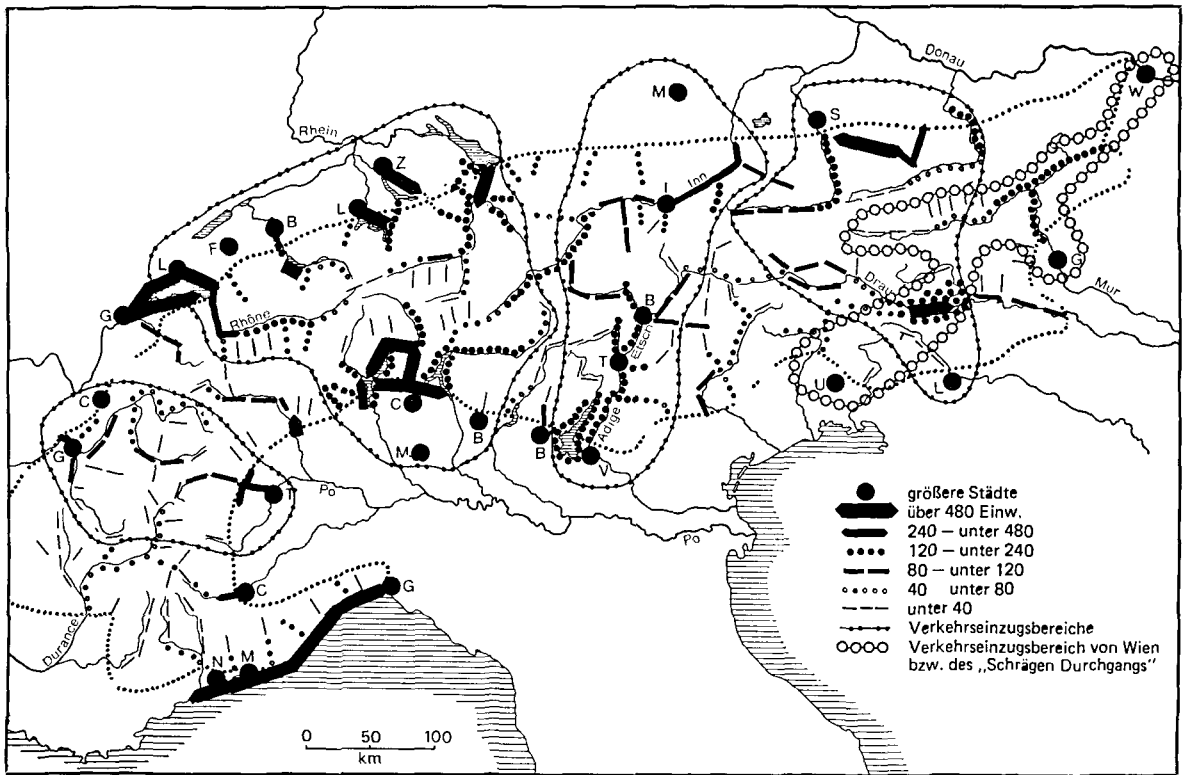 Donau
W
M
S
Rhein
Z
Inn
I
L
B
F
G
L
Drau
Mur
G
Rhône
B
Etsch
T
U
L
C
C
B
B
Adige
V
M
G
T
Po
Po
C
G
Durance
N
M
größere Städte
über 480 Einw.
240 – unter 480
120 – unter 240
80 – unter 120
40 unter 80
unter 40
Verkehrseinzugsbereiche
Verkehrseinzugsbereich von Wien
bzw. des „Schrägen Durchgangs"
0 50 100
km